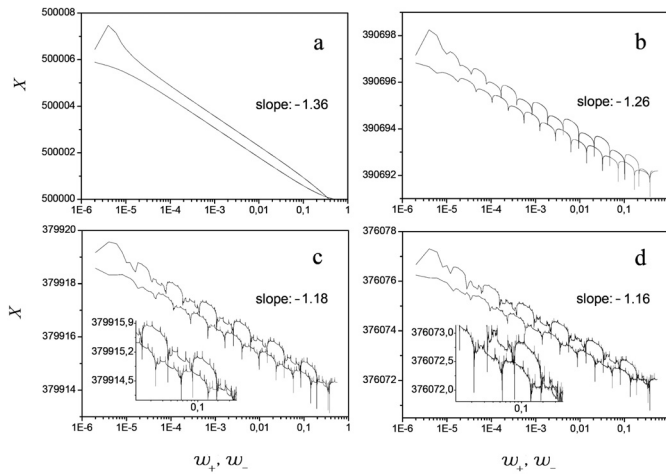 500008
500006
500004
500002
500000
X
a
slope: -1.36
1E-6 1E-5 1E-4 1E-3 0,01 0,1 1
390698
390696
390694
390692
b
slope: -1.26
1E-6 1E-5 1E-4 1E-3 0,01 0,1
379920
379918
379916
379914
X
c
slope: -1.18
379915,9
379915,2
379914,5
0,1
1E-6 1E-5 1E-4 1E-3 0,01 0,1 1
w+, w-
376078
376076
376074
376072
d
slope: -1.16
376073,0
376072,5
376072,0
0,1
1E-6 1E-5 1E-4 1E-3 0,01 0,1
w+, w-